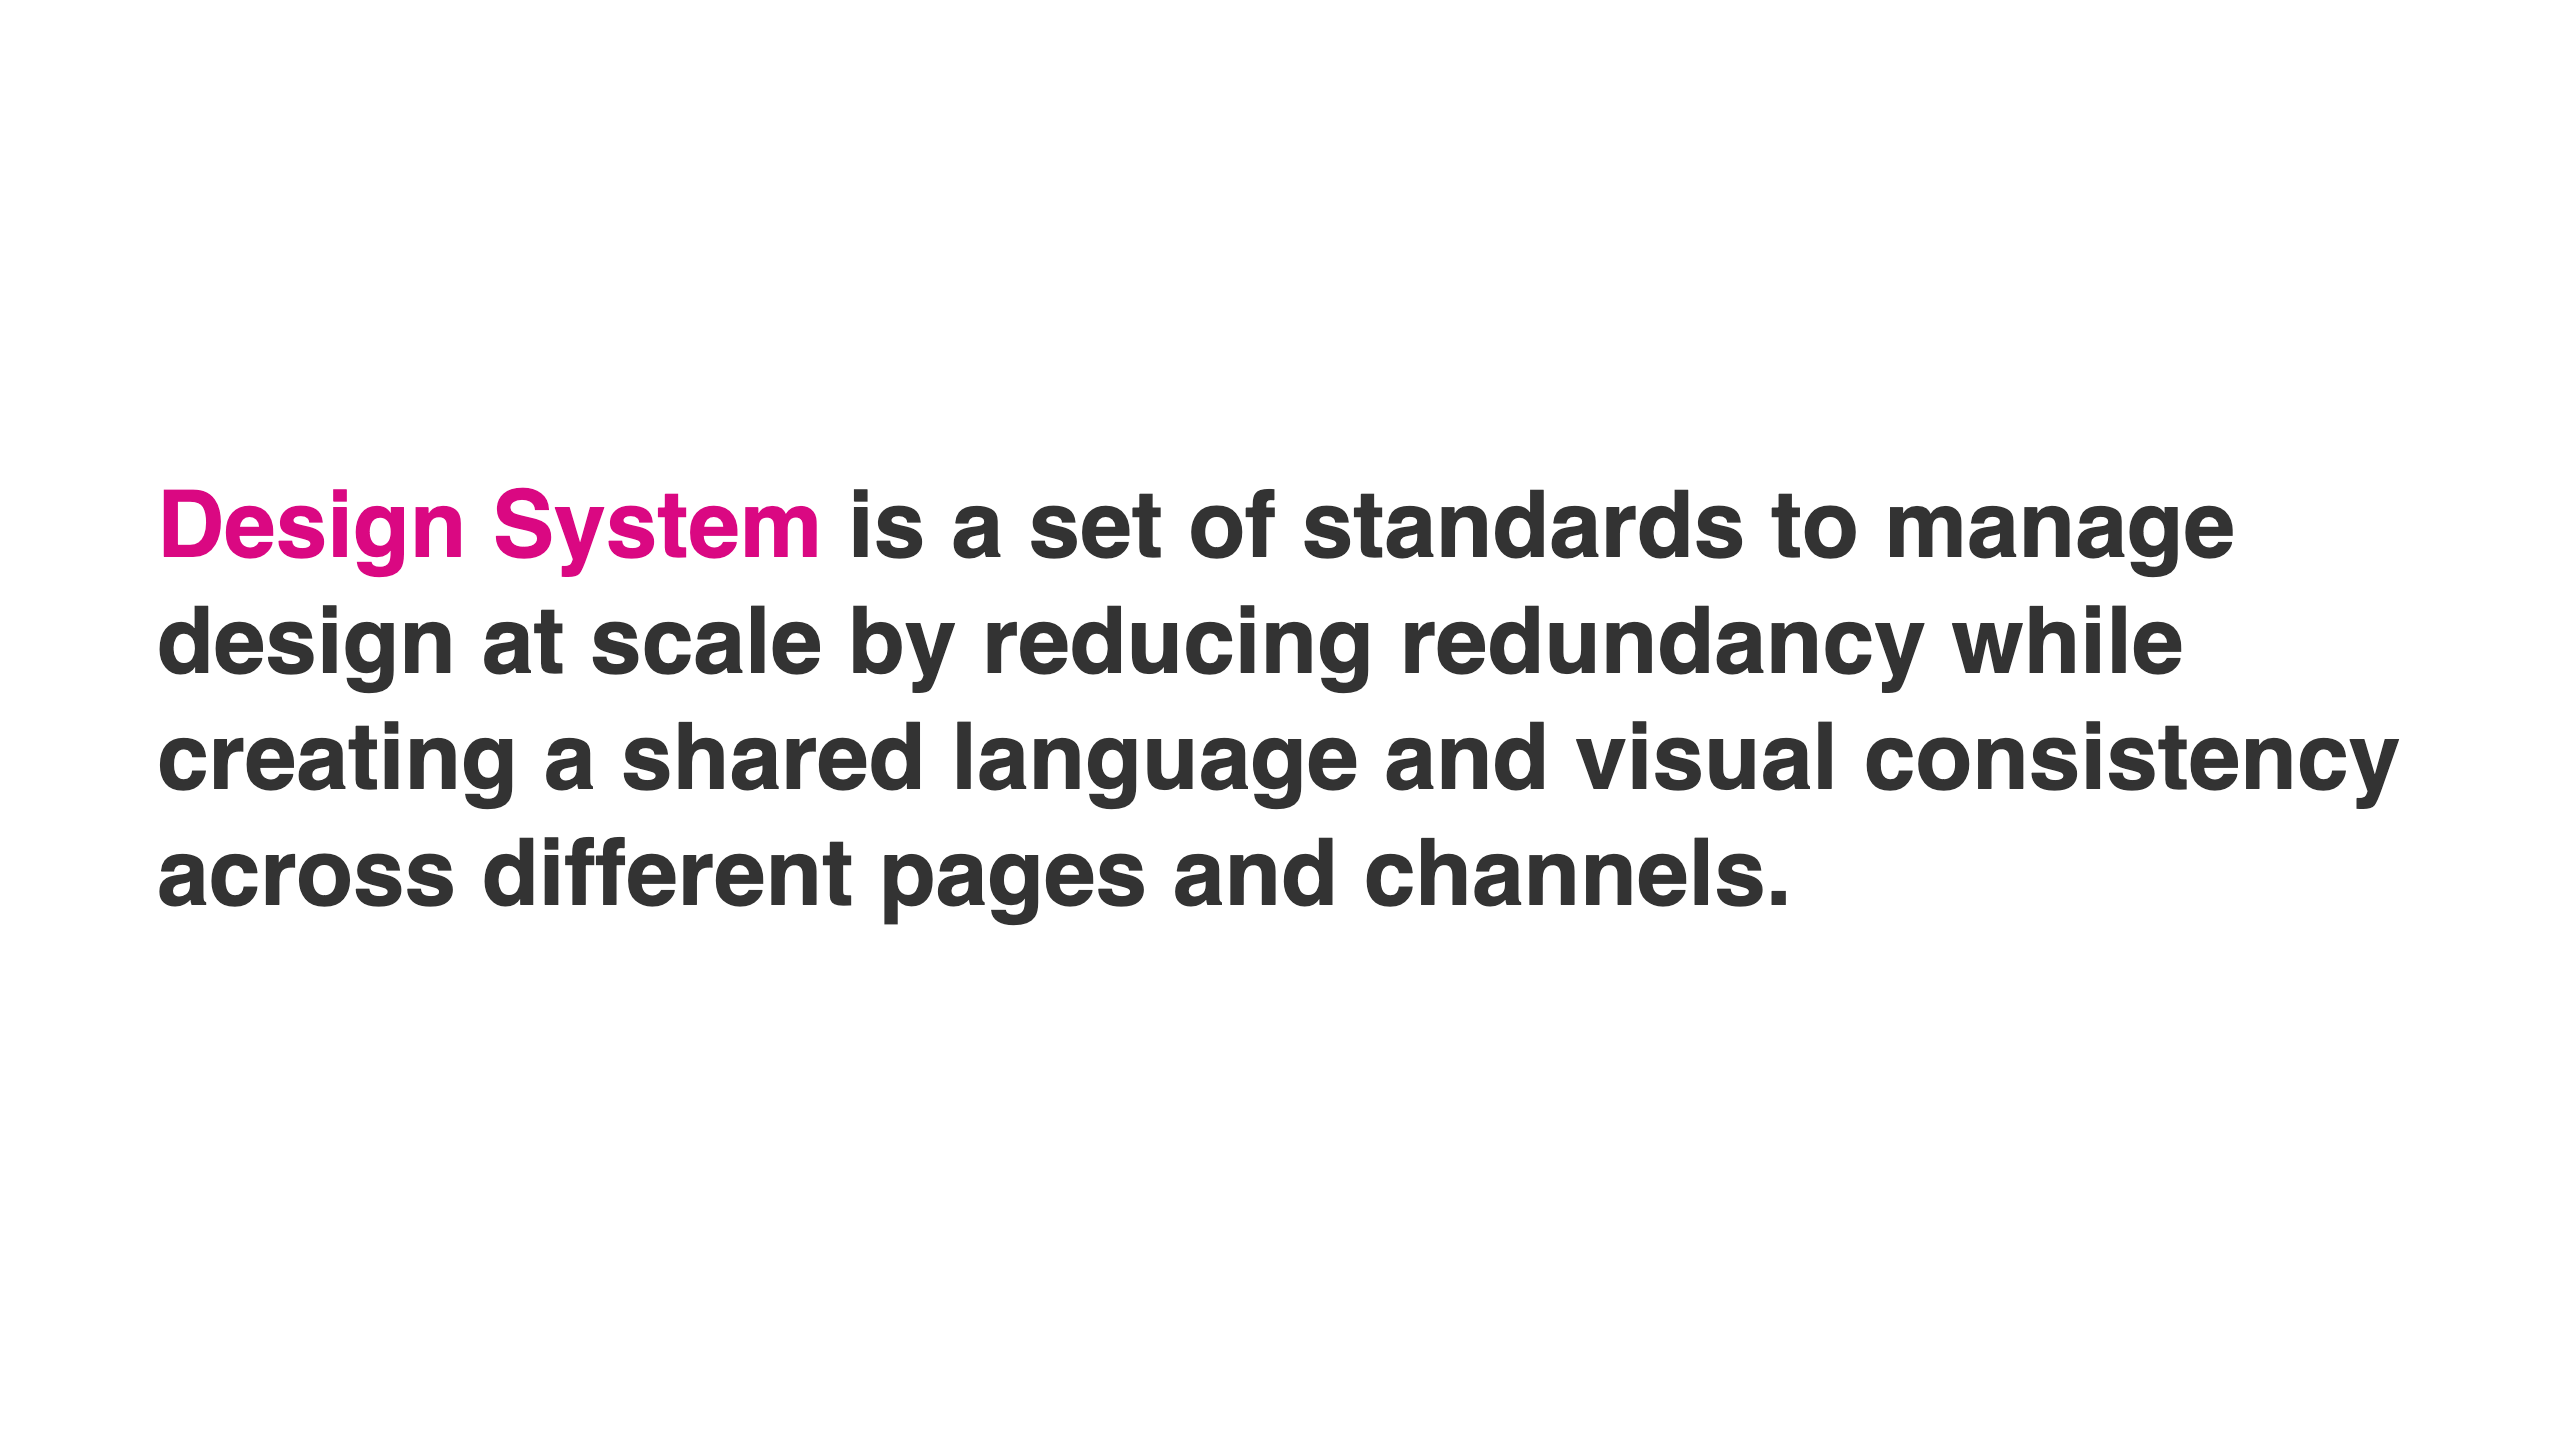 Design System is a set of standards to manage
design at scale by reducing redundancy while
creating a shared language and visual consistency
across different pages and channels.